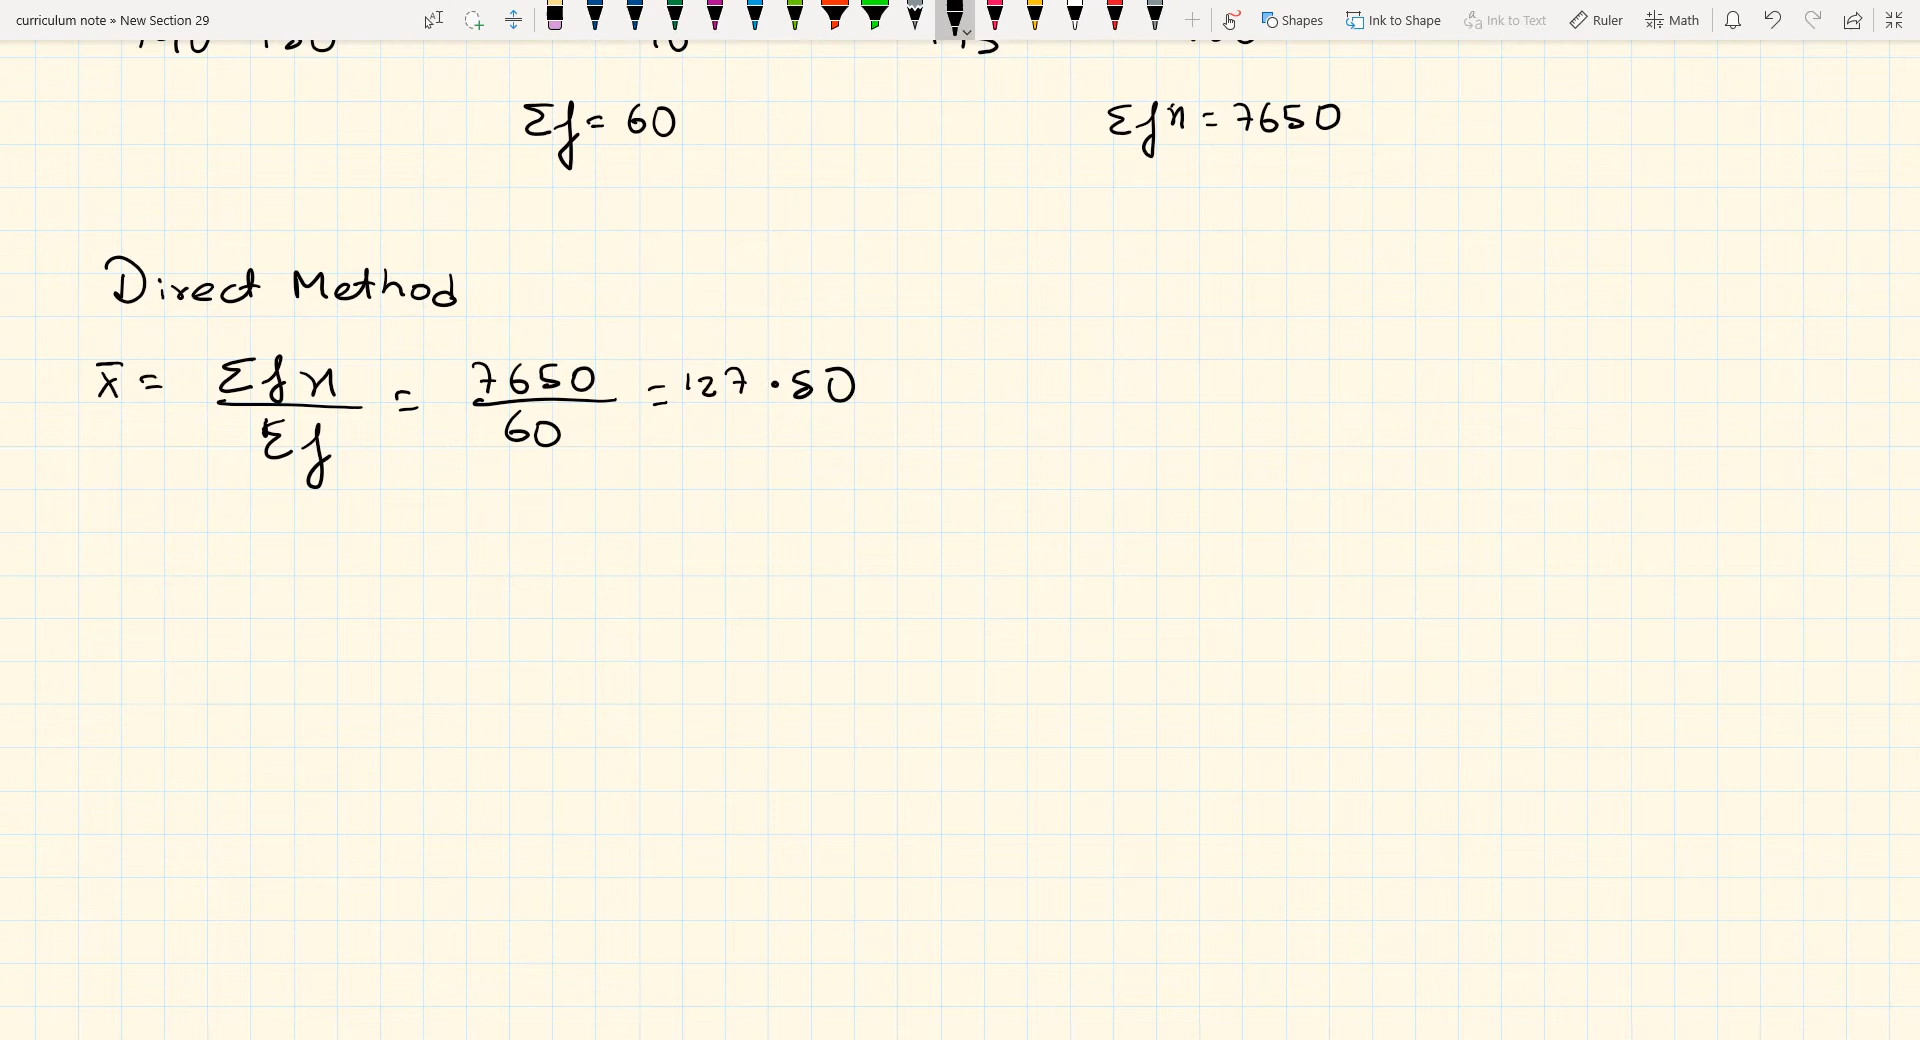 curriculum note » New Section 29
Shapes Ink to Shape Ink to Text Ruler Math
Σf = 60 Σfx = 7650
Direct Method
x̄ = Σfx / Σf = 7650 / 60 = 127.50